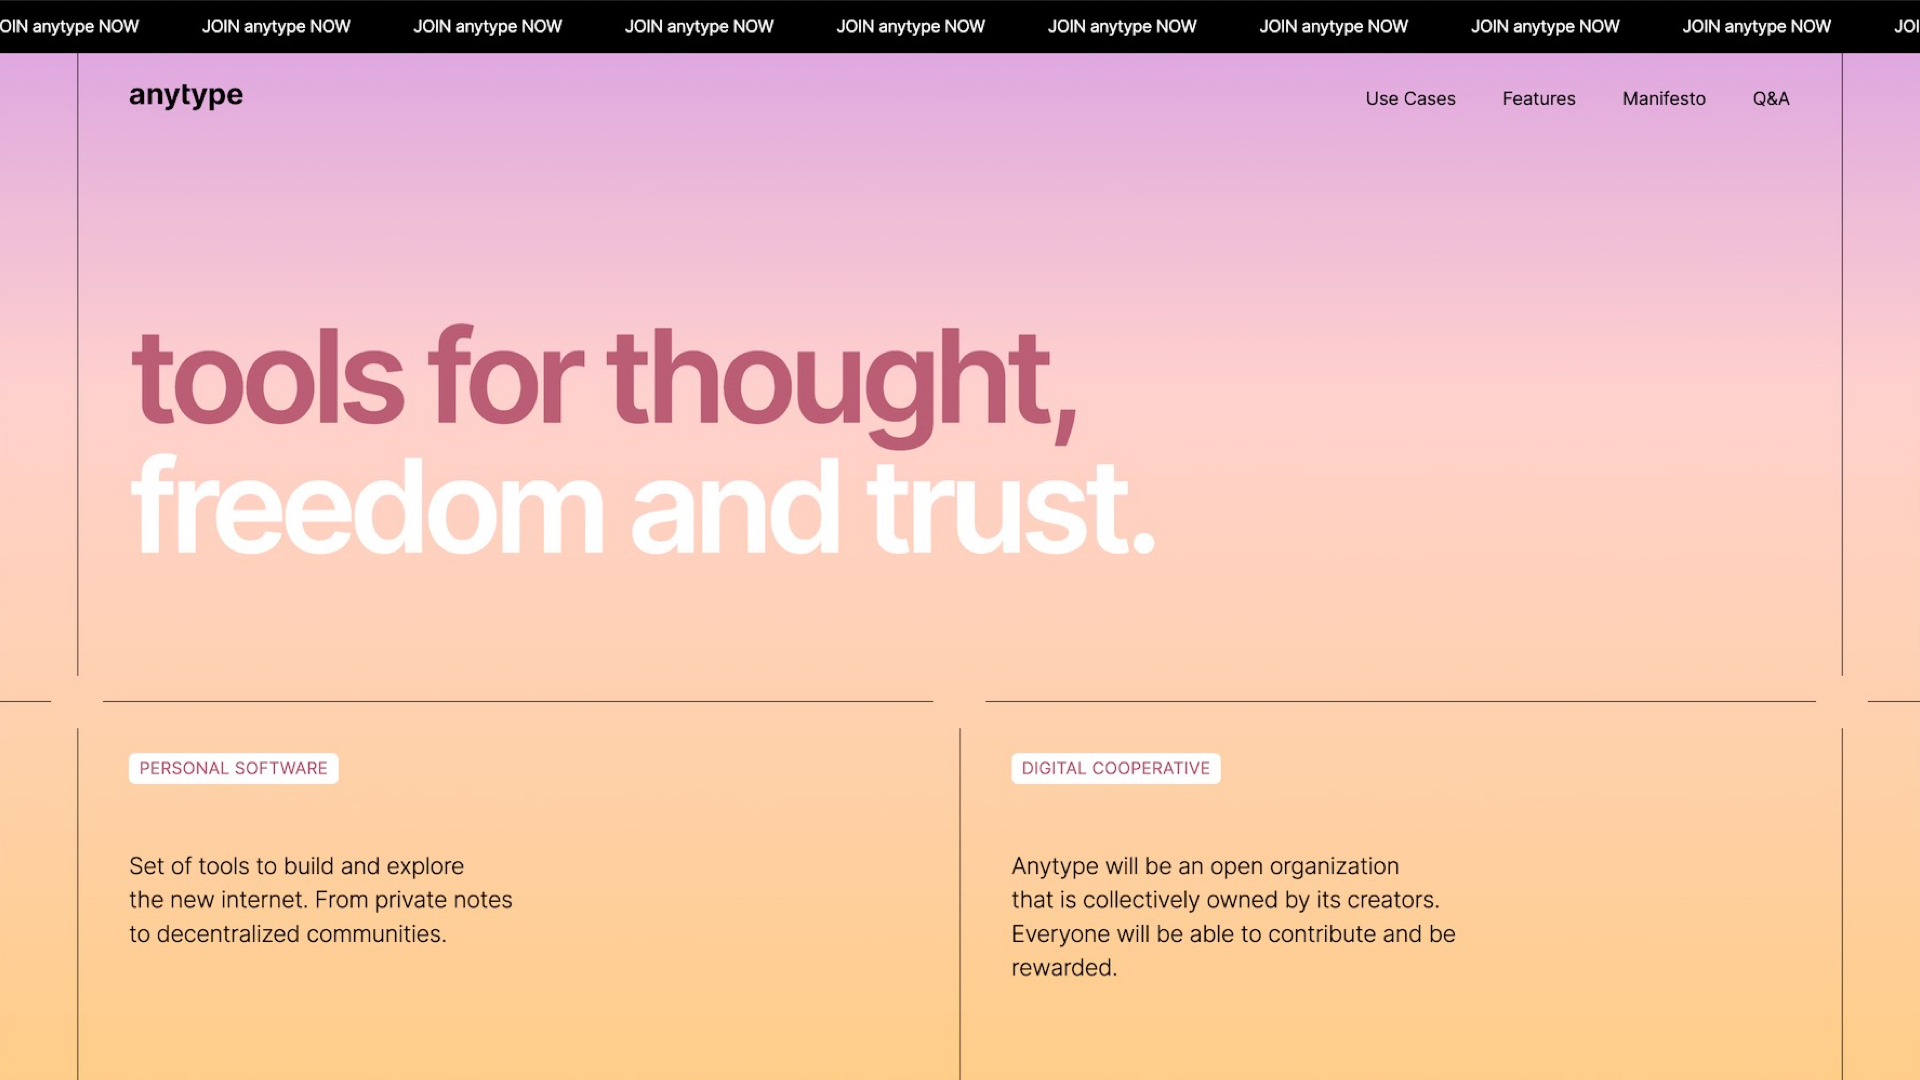 OIN anytype NOW JOIN anytype NOW JOIN anytype NOW JOIN anytype NOW JOIN anytype NOW JOIN anytype NOW JOIN anytype NOW JOIN anytype NOW JOIN anytype NOW JOI
anytype
Use Cases Features Manifesto Q&A
tools for thought,
freedom and trust.
PERSONAL SOFTWARE
Set of tools to build and explore
the new internet. From private notes
to decentralized communities.
DIGITAL COOPERATIVE
Anytype will be an open organization
that is collectively owned by its creators.
Everyone will be able to contribute and be
rewarded.